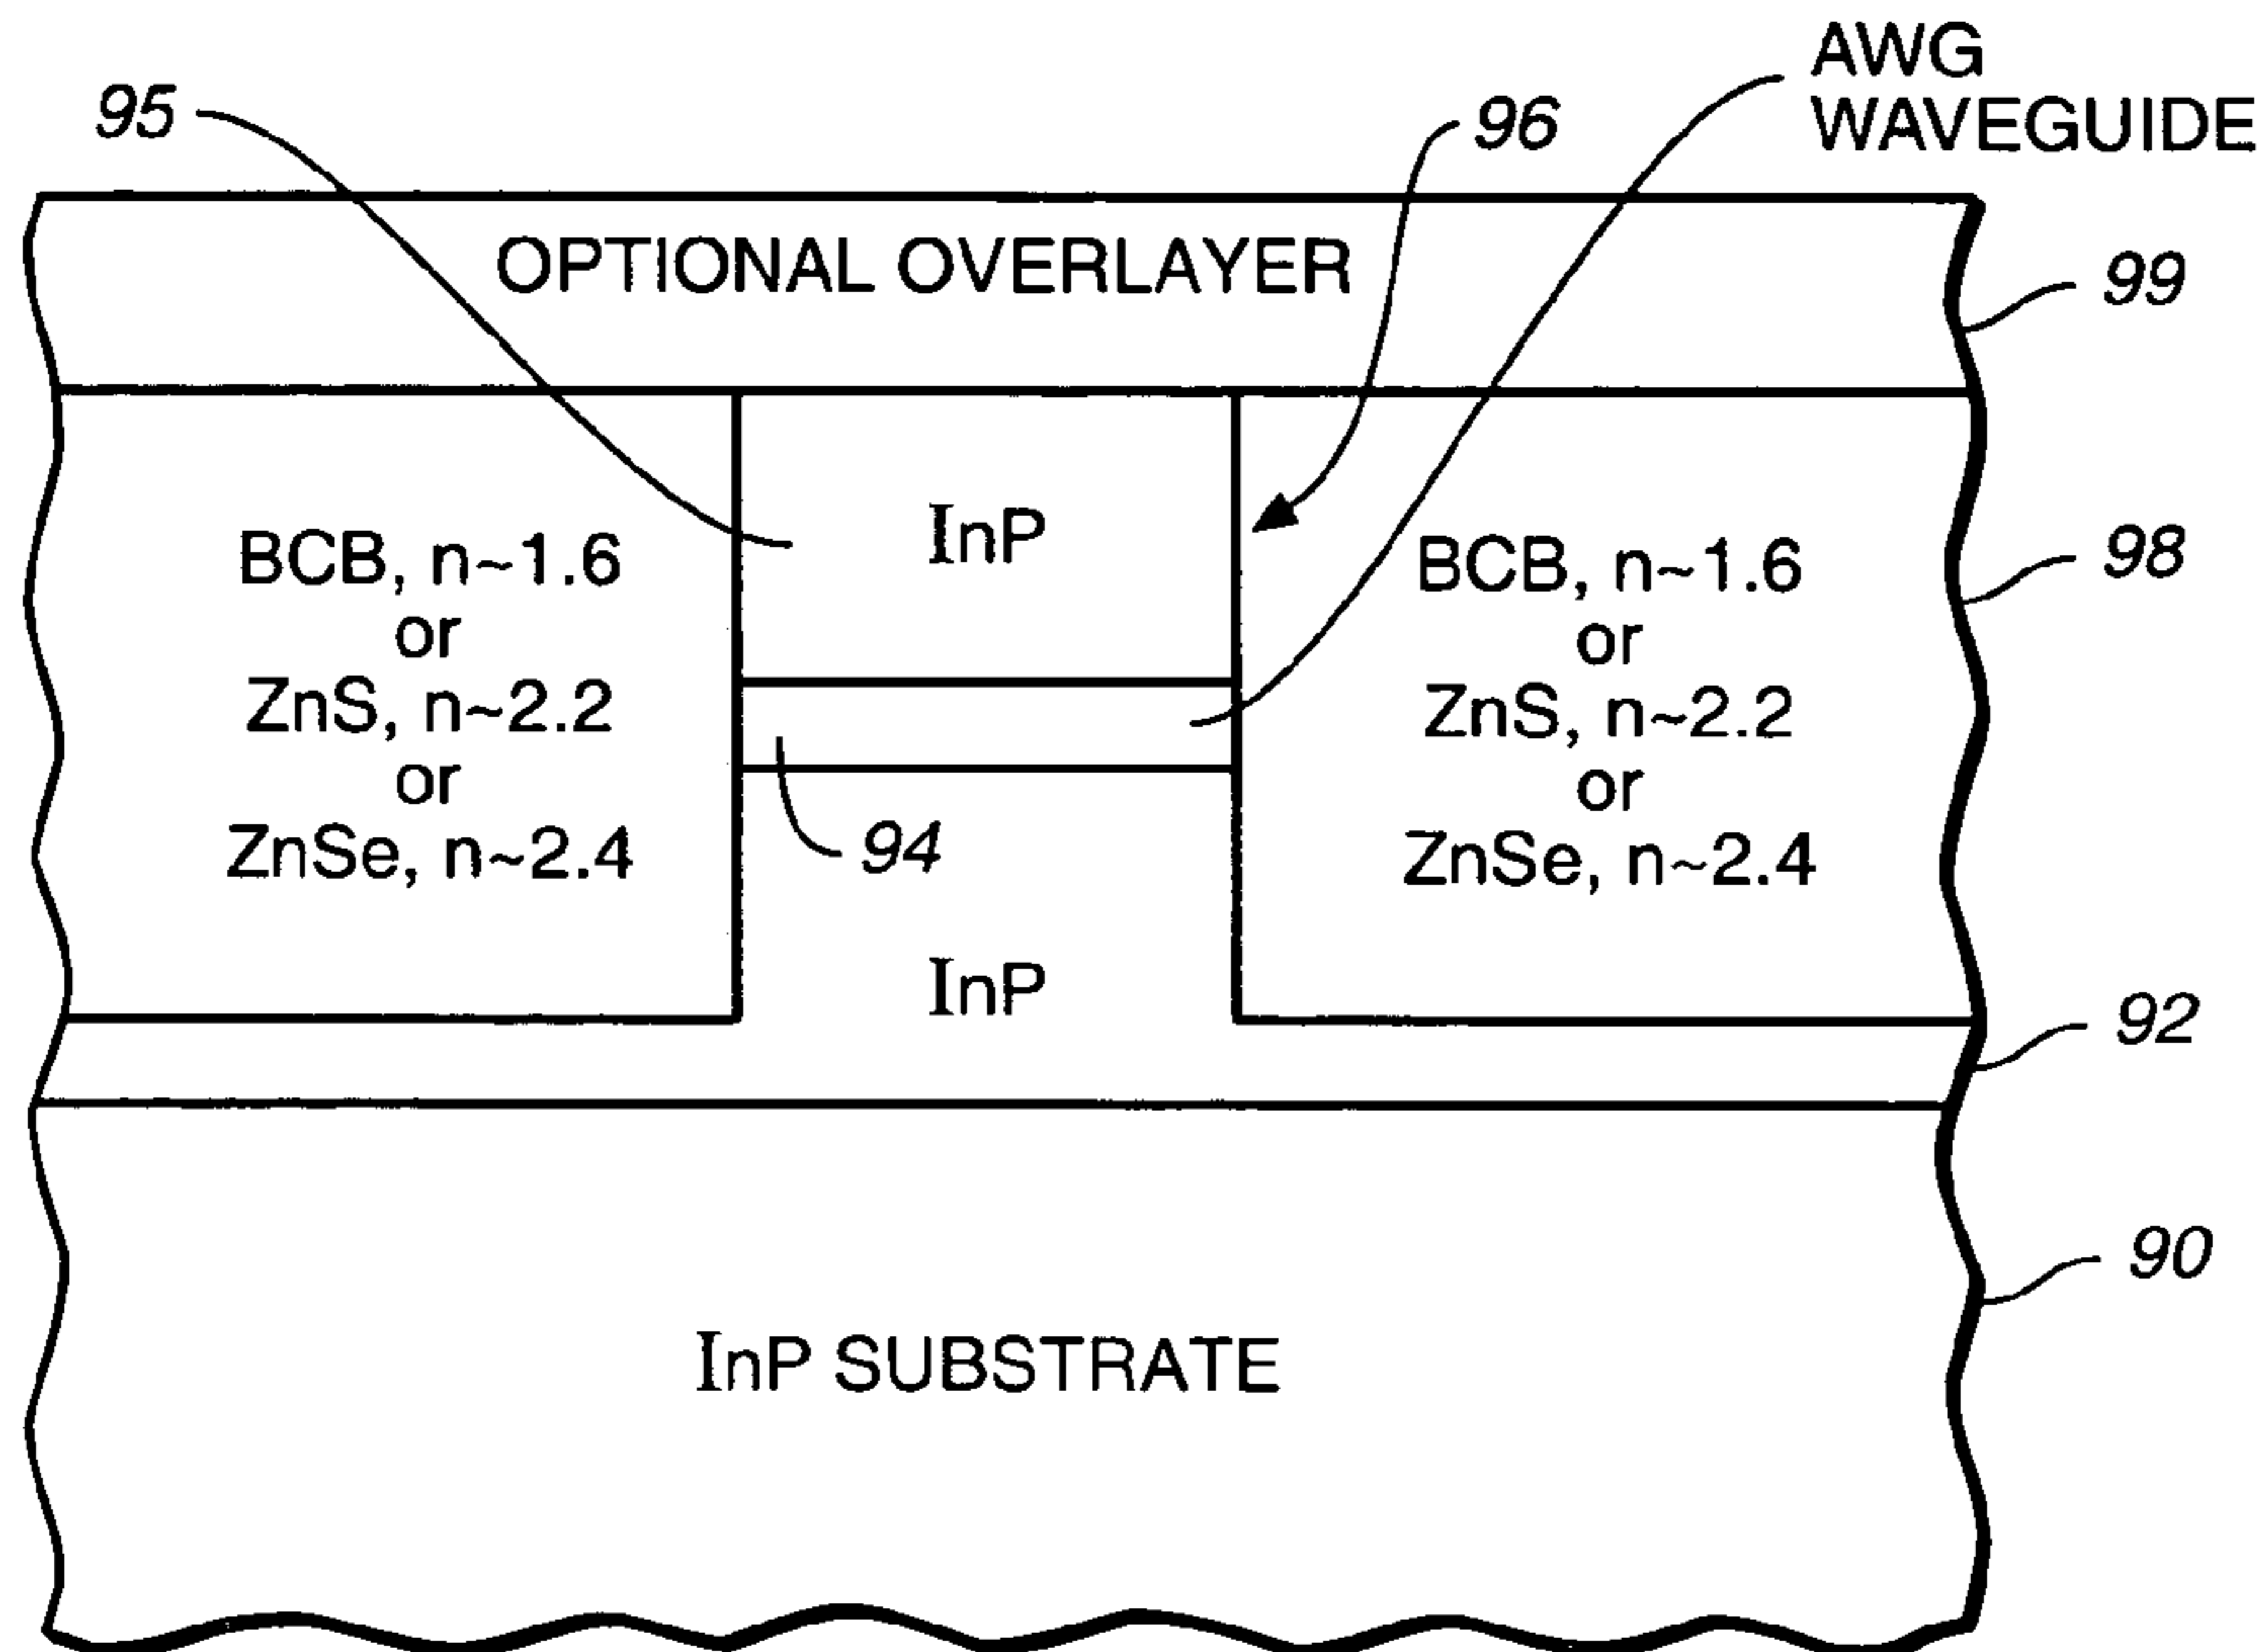 AWG
WAVEGUIDE
95
96
OPTIONAL OVERLAYER
99
InP
BCB, n~1.6
or
ZnS, n~2.2
or
ZnSe, n~2.4
BCB, n~1.6
or
ZnS, n~2.2
or
ZnSe, n~2.4
98
94
InP
92
90
InP SUBSTRATE